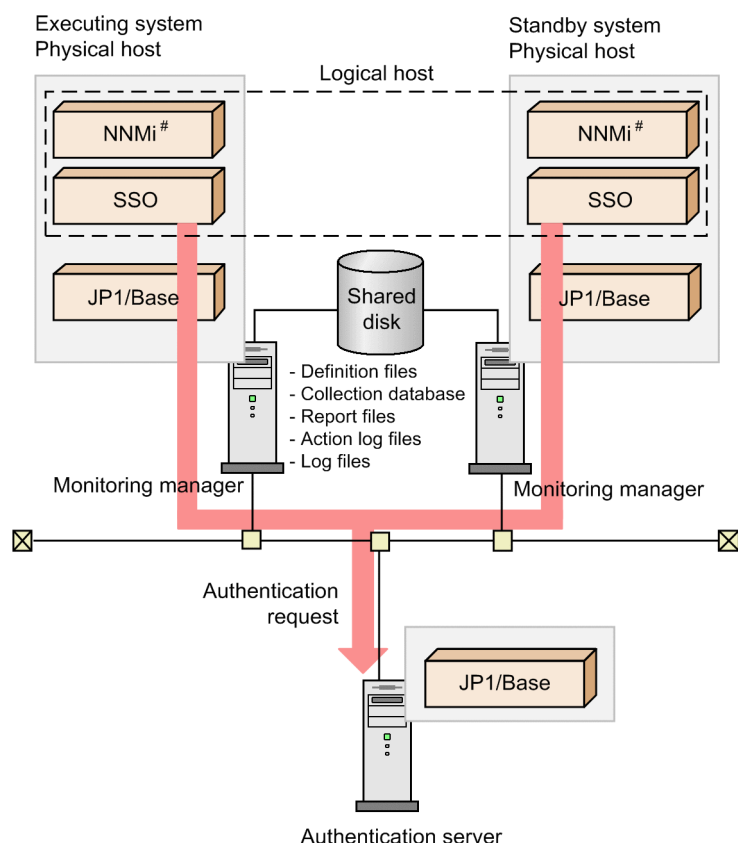 Executing system
Physical host
Standby system
Physical host
Logical host
NNMi #
NNMi #
SSO
SSO
JP1/Base
JP1/Base
Shared
disk
- Definition files
- Collection database
- Report files
- Action log files
- Log files
Monitoring manager
Monitoring manager
Authentication
request
JP1/Base
Authentication server